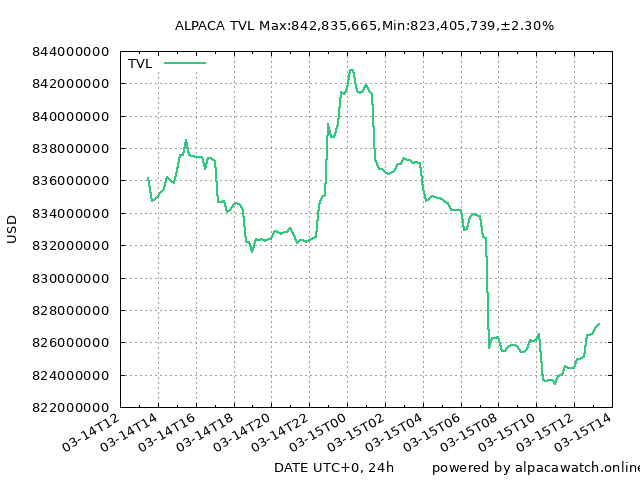 ALPACA TVL Max:842,835,665,Min:823,405,739,±2.30%
TVL
844000000
842000000
840000000
838000000
836000000
834000000
832000000
830000000
828000000
826000000
824000000
822000000
USD
03-14T12
03-14T14
03-14T16
03-14T18
03-14T20
03-14T22
03-15T00
03-15T02
03-15T04
03-15T06
03-15T08
03-15T10
03-15T12
03-15T14
DATE UTC+0, 24h
powered by alpacawatch.online